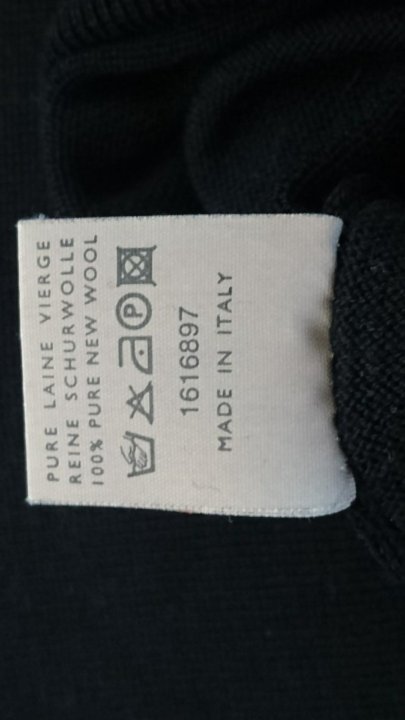 PURE LAINE VIERGE
REINE SCHURWOLLE
100% PURE NEW WOOL
P
1616897
MADE IN ITALY